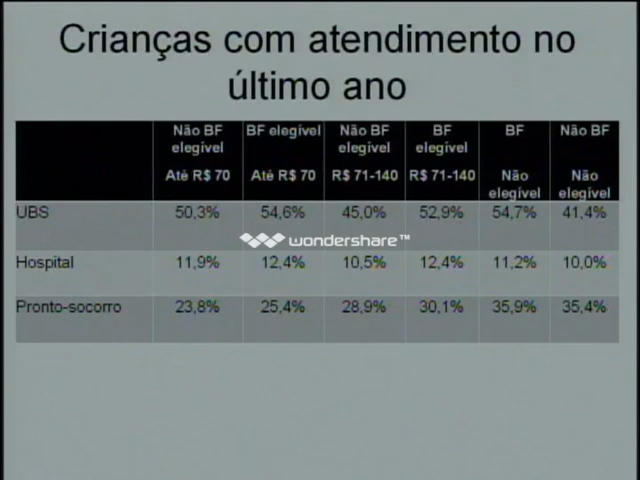 Crianças com atendimento no
último ano
Não BF elegível Até R$ 70 | BF elegível Até R$ 70 | Não BF elegível R$ 71-140 | BF elegível R$ 71-140 | BF Não elegível | Não BF Não elegível
UBS 50,3% 54,6% 45,0% 52,9% 54,7% 41,4%
wondershare™
Hospital 11,9% 12,4% 10,5% 12,4% 11,2% 10,0%
Pronto-socorro 23,8% 25,4% 28,9% 30,1% 35,9% 35,4%